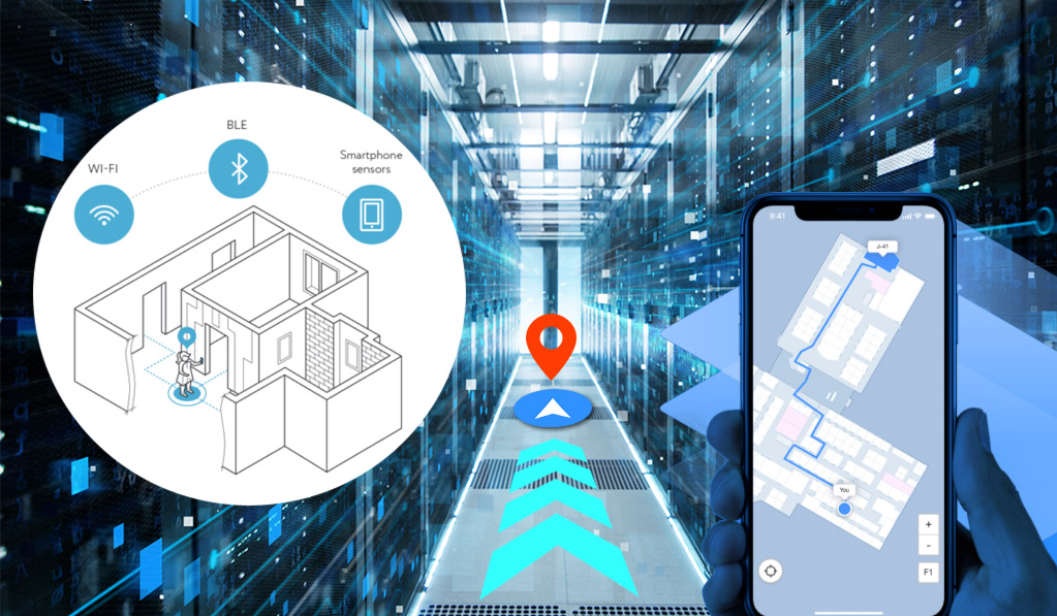 BLE
WI-FI
Smartphone
sensors
9:41
J-41
You
+
-
F1